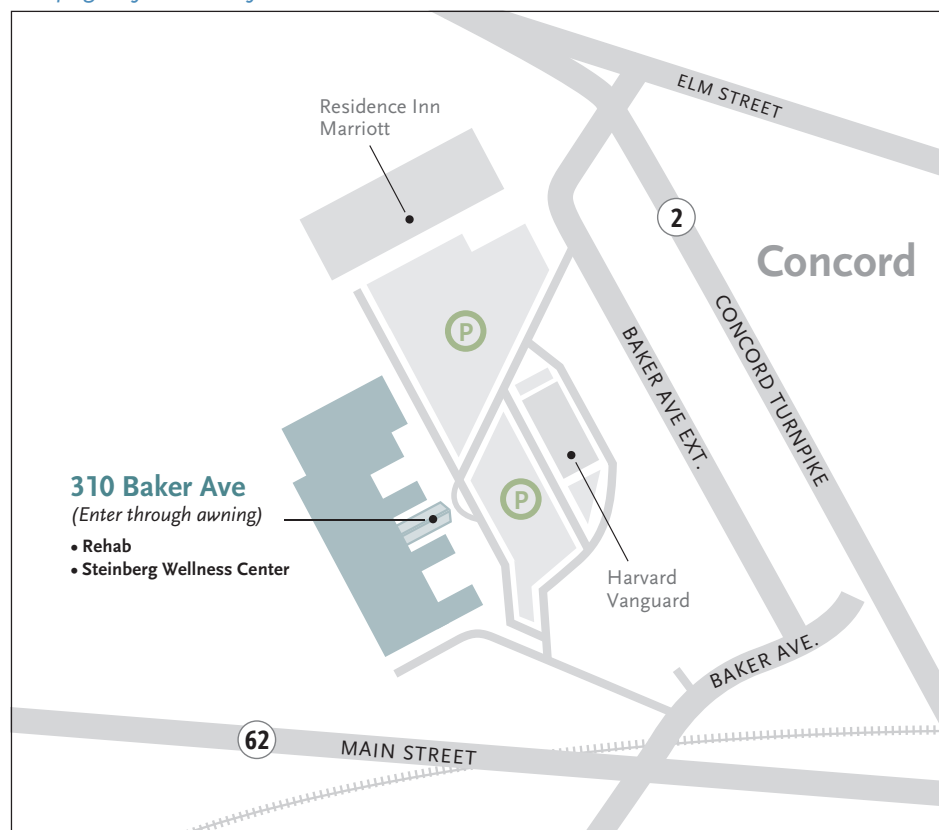 ELM STREET
Residence Inn
Marriott
2
Concord
P
CONCORD TURNPIKE
BAKER AVE EXT.
310 Baker Ave
(Enter through awning)
• Rehab
• Steinberg Wellness Center
P
Harvard
Vanguard
BAKER AVE.
62
MAIN STREET